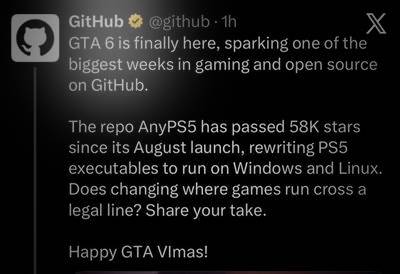 GitHub @github · 1h
GTA 6 is finally here, sparking one of the
biggest weeks in gaming and open source
on GitHub.
The repo AnyPS5 has passed 58K stars
since its August launch, rewriting PS5
executables to run on Windows and Linux.
Does changing where games run cross a
legal line? Share your take.
Happy GTA VImas!